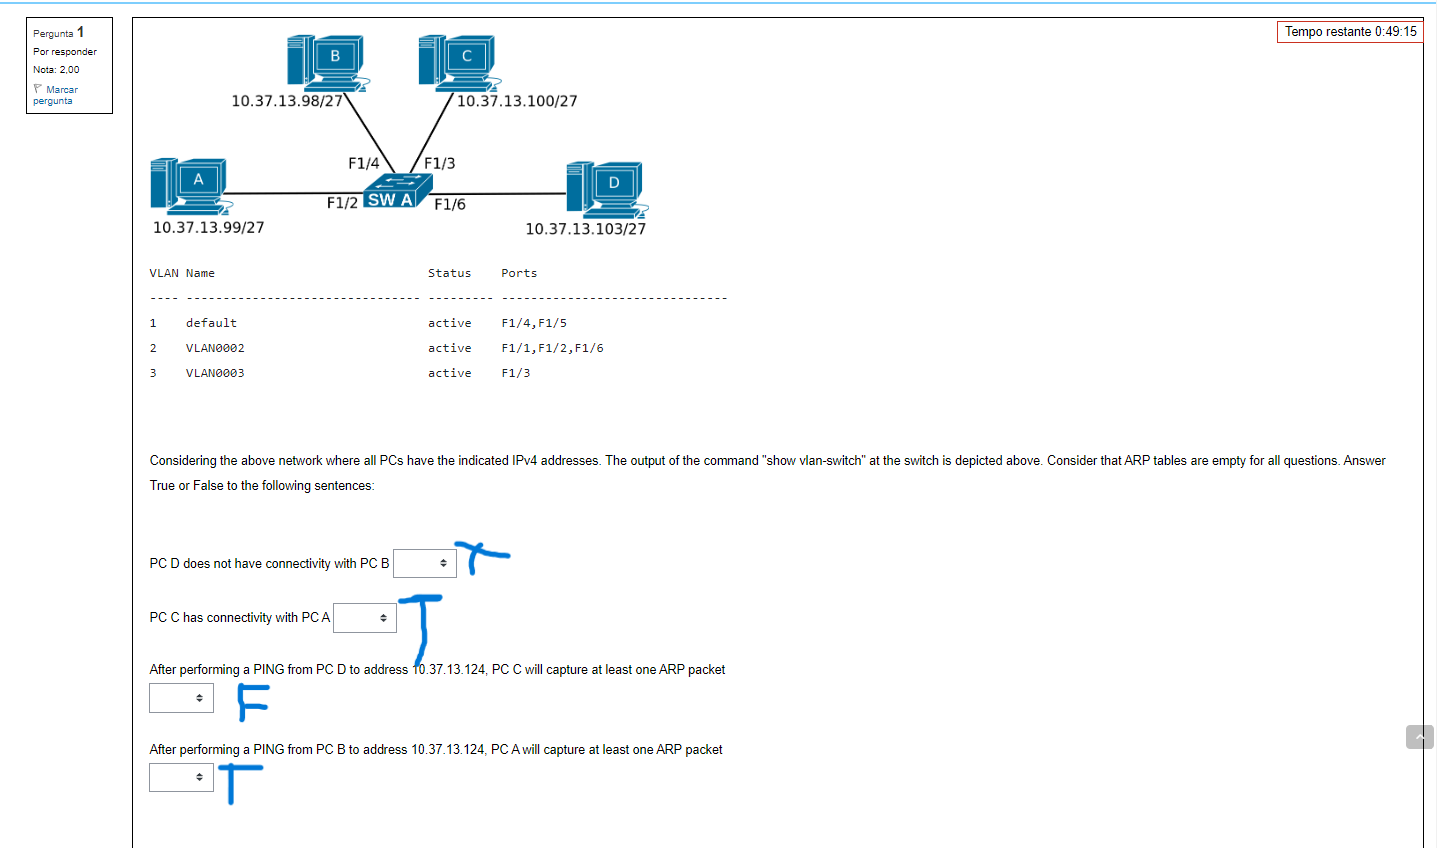 Pergunta 1
Por responder
Nota: 2,00
Marcar
pergunta
Tempo restante 0:49:15
B
C
10.37.13.98/27
10.37.13.100/27
F1/4
F1/3
A
D
F1/2
SW A
F1/6
10.37.13.99/27
10.37.13.103/27
VLAN Name Status Ports
---- -------------------------------- --------- -------------------------------
1 default active F1/4,F1/5
2 VLAN0002 active F1/1,F1/2,F1/6
3 VLAN0003 active F1/3
Considering the above network where all PCs have the indicated IPv4 addresses. The output of the command "show vlan-switch" at the switch is depicted above. Consider that ARP tables are empty for all questions. Answer
True or False to the following sentences:
PC D does not have connectivity with PC B T
PC C has connectivity with PC A T
After performing a PING from PC D to address 10.37.13.124, PC C will capture at least one ARP packet
F
After performing a PING from PC B to address 10.37.13.124, PC A will capture at least one ARP packet
T